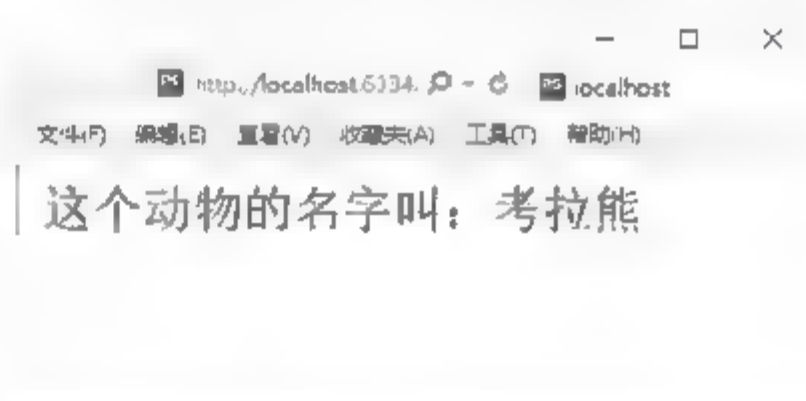 http://localhost:6334. localhost
文件(F) 编辑(E) 查看(V) 收藏夹(A) 工具(T) 帮助(H)
这个动物的名字叫：考拉熊